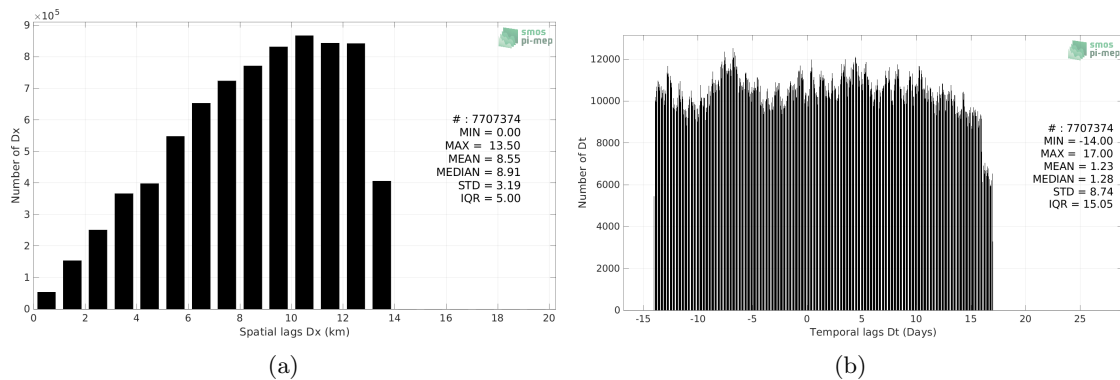 ×10⁵
9
8
7
6
5
4
3
2
1
0
Number of Dx
0 2 4 6 8 10 12 14 16 18 20
Spatial lags Dx (km)
smos
pi-mep
# : 7707374
MIN = 0.00
MAX = 13.50
MEAN = 8.55
MEDIAN = 8.91
STD = 3.19
IQR = 5.00
(a)
12000
10000
8000
6000
4000
2000
0
Number of Dt
-15 -10 -5 0 5 10 15 20 25
Temporal lags Dt (Days)
smos
pi-mep
# : 7707374
MIN = -14.00
MAX = 17.00
MEAN = 1.23
MEDIAN = 1.28
STD = 8.74
IQR = 15.05
(b)